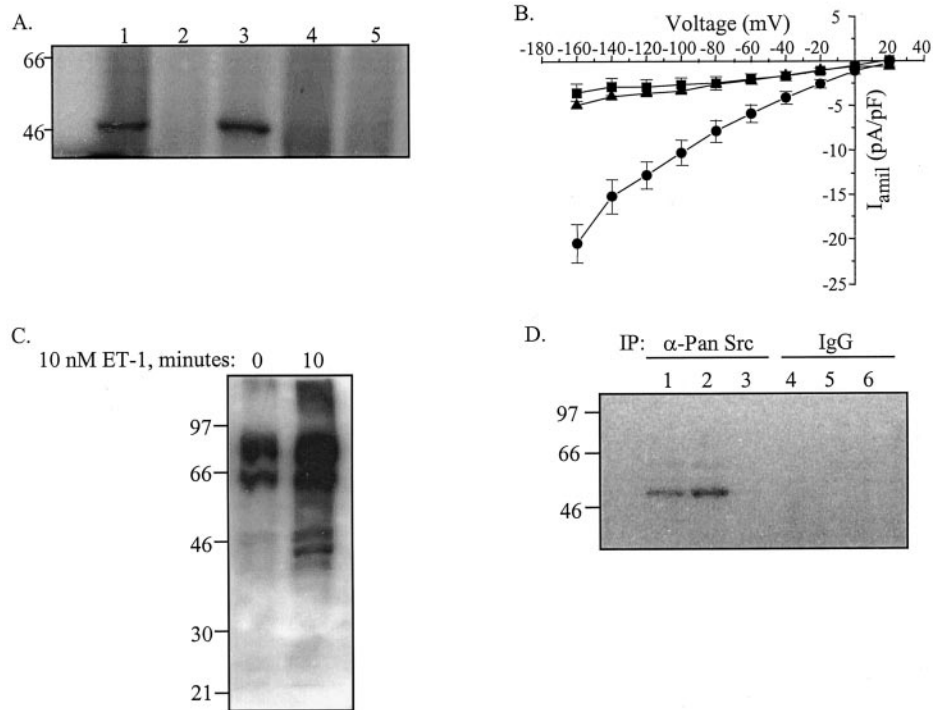 A.
1 2 3 4 5
66
46
B.
Voltage (mV)
-180 -160 -140 -120 -100 -80 -60 -40 -20 0 20 40
5
-5
-10
-15
-20
-25
I amil (pA/pF)
C.
10 nM ET-1, minutes: 0 10
97
66
46
30
21
D.
IP: α-Pan Src IgG
1 2 3 4 5 6
97
66
46